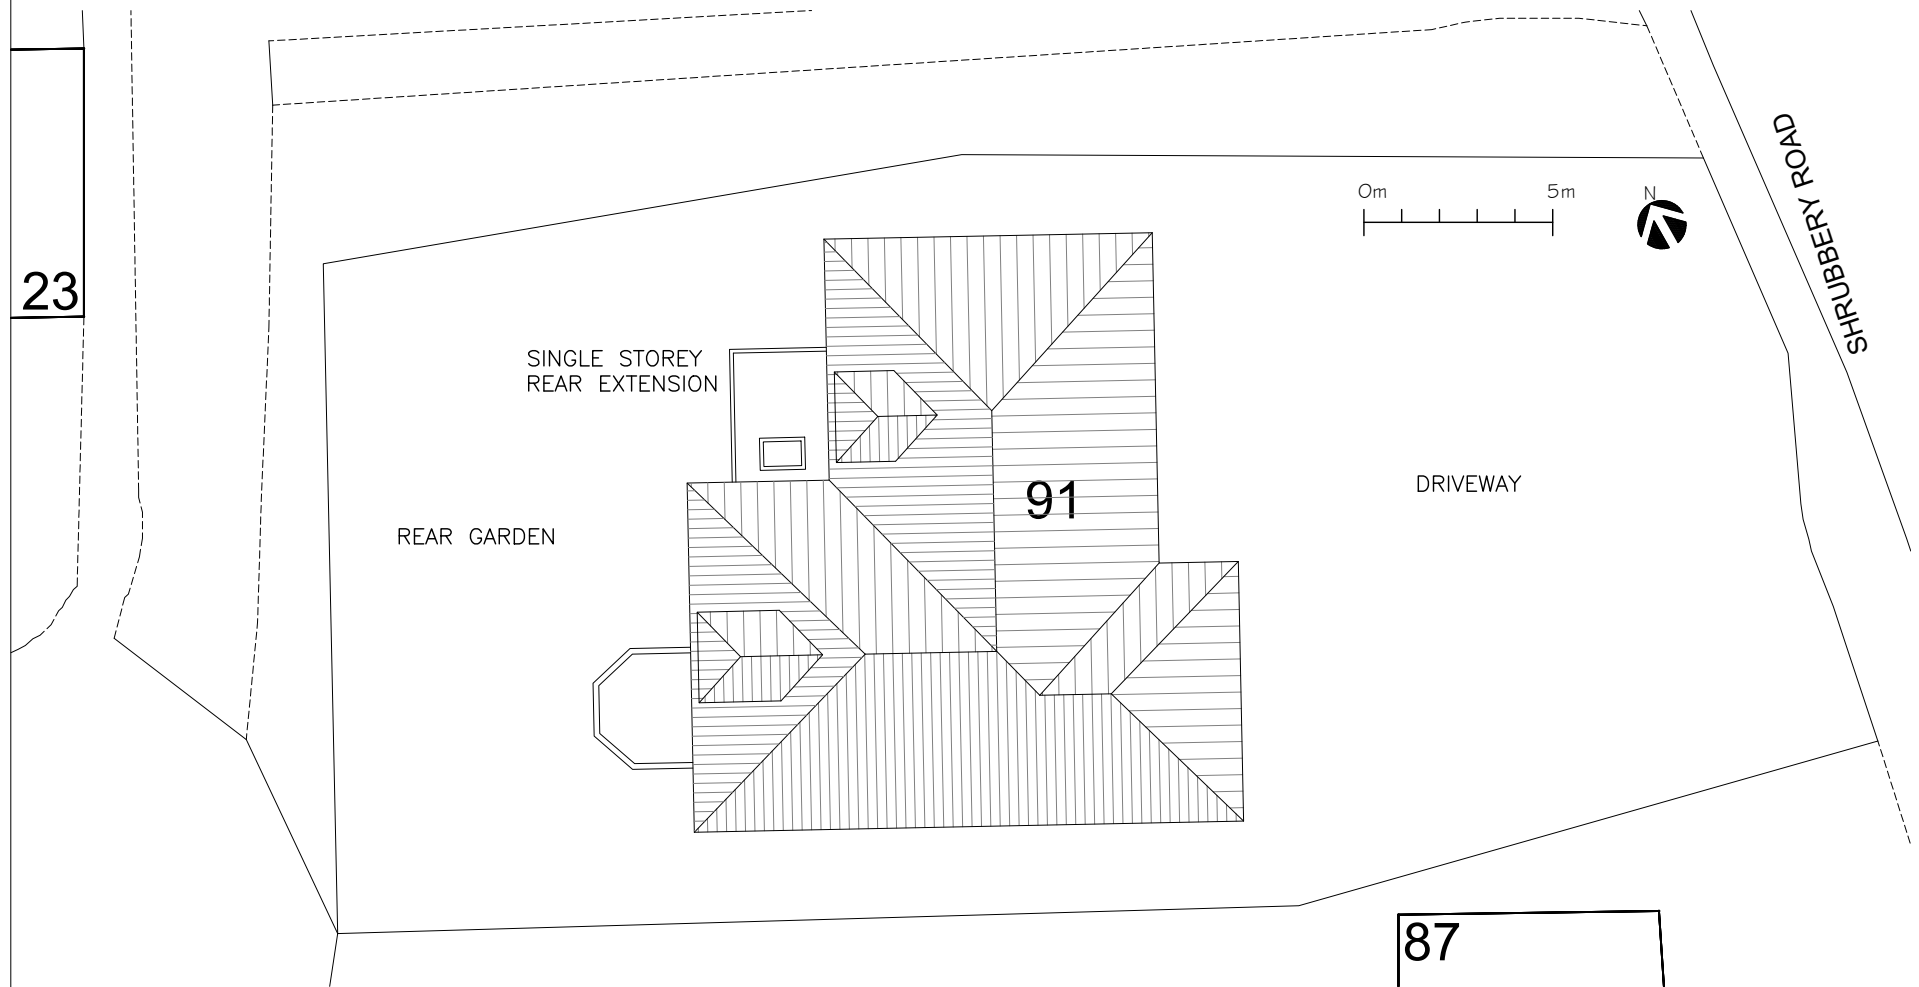 0m 5m
N
SHRUBBERY ROAD
23
SINGLE STOREY
REAR EXTENSION
91
DRIVEWAY
REAR GARDEN
87